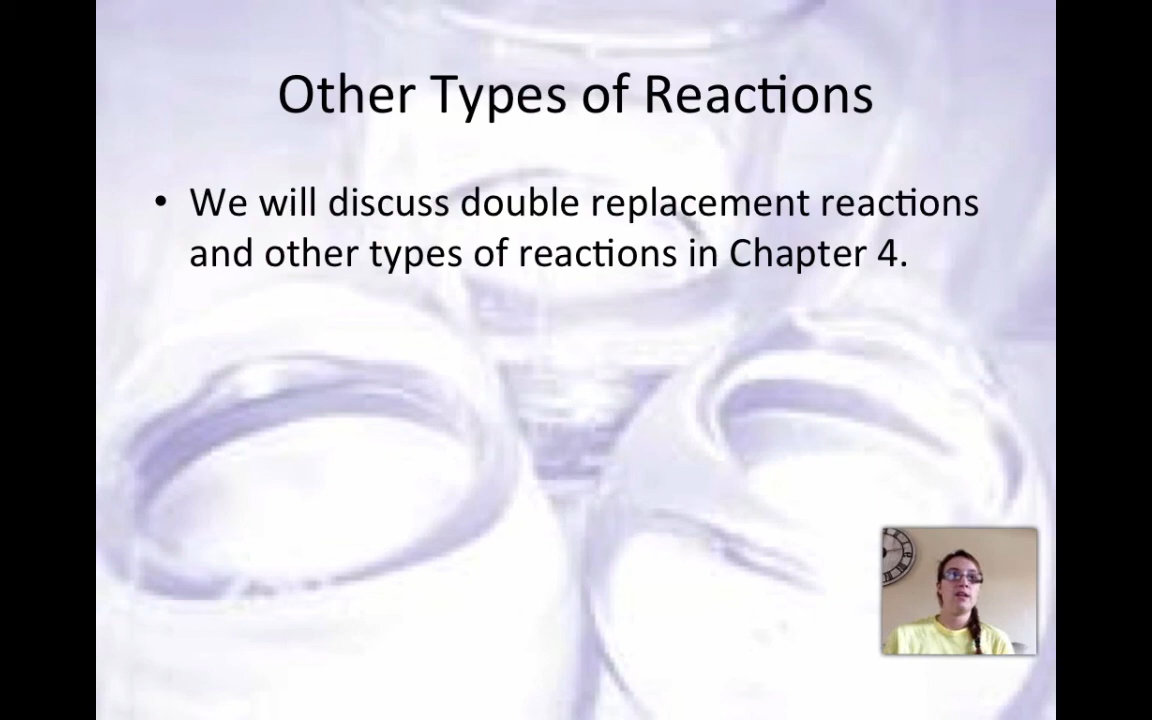 Other Types of Reactions
• We will discuss double replacement reactions
and other types of reactions in Chapter 4.